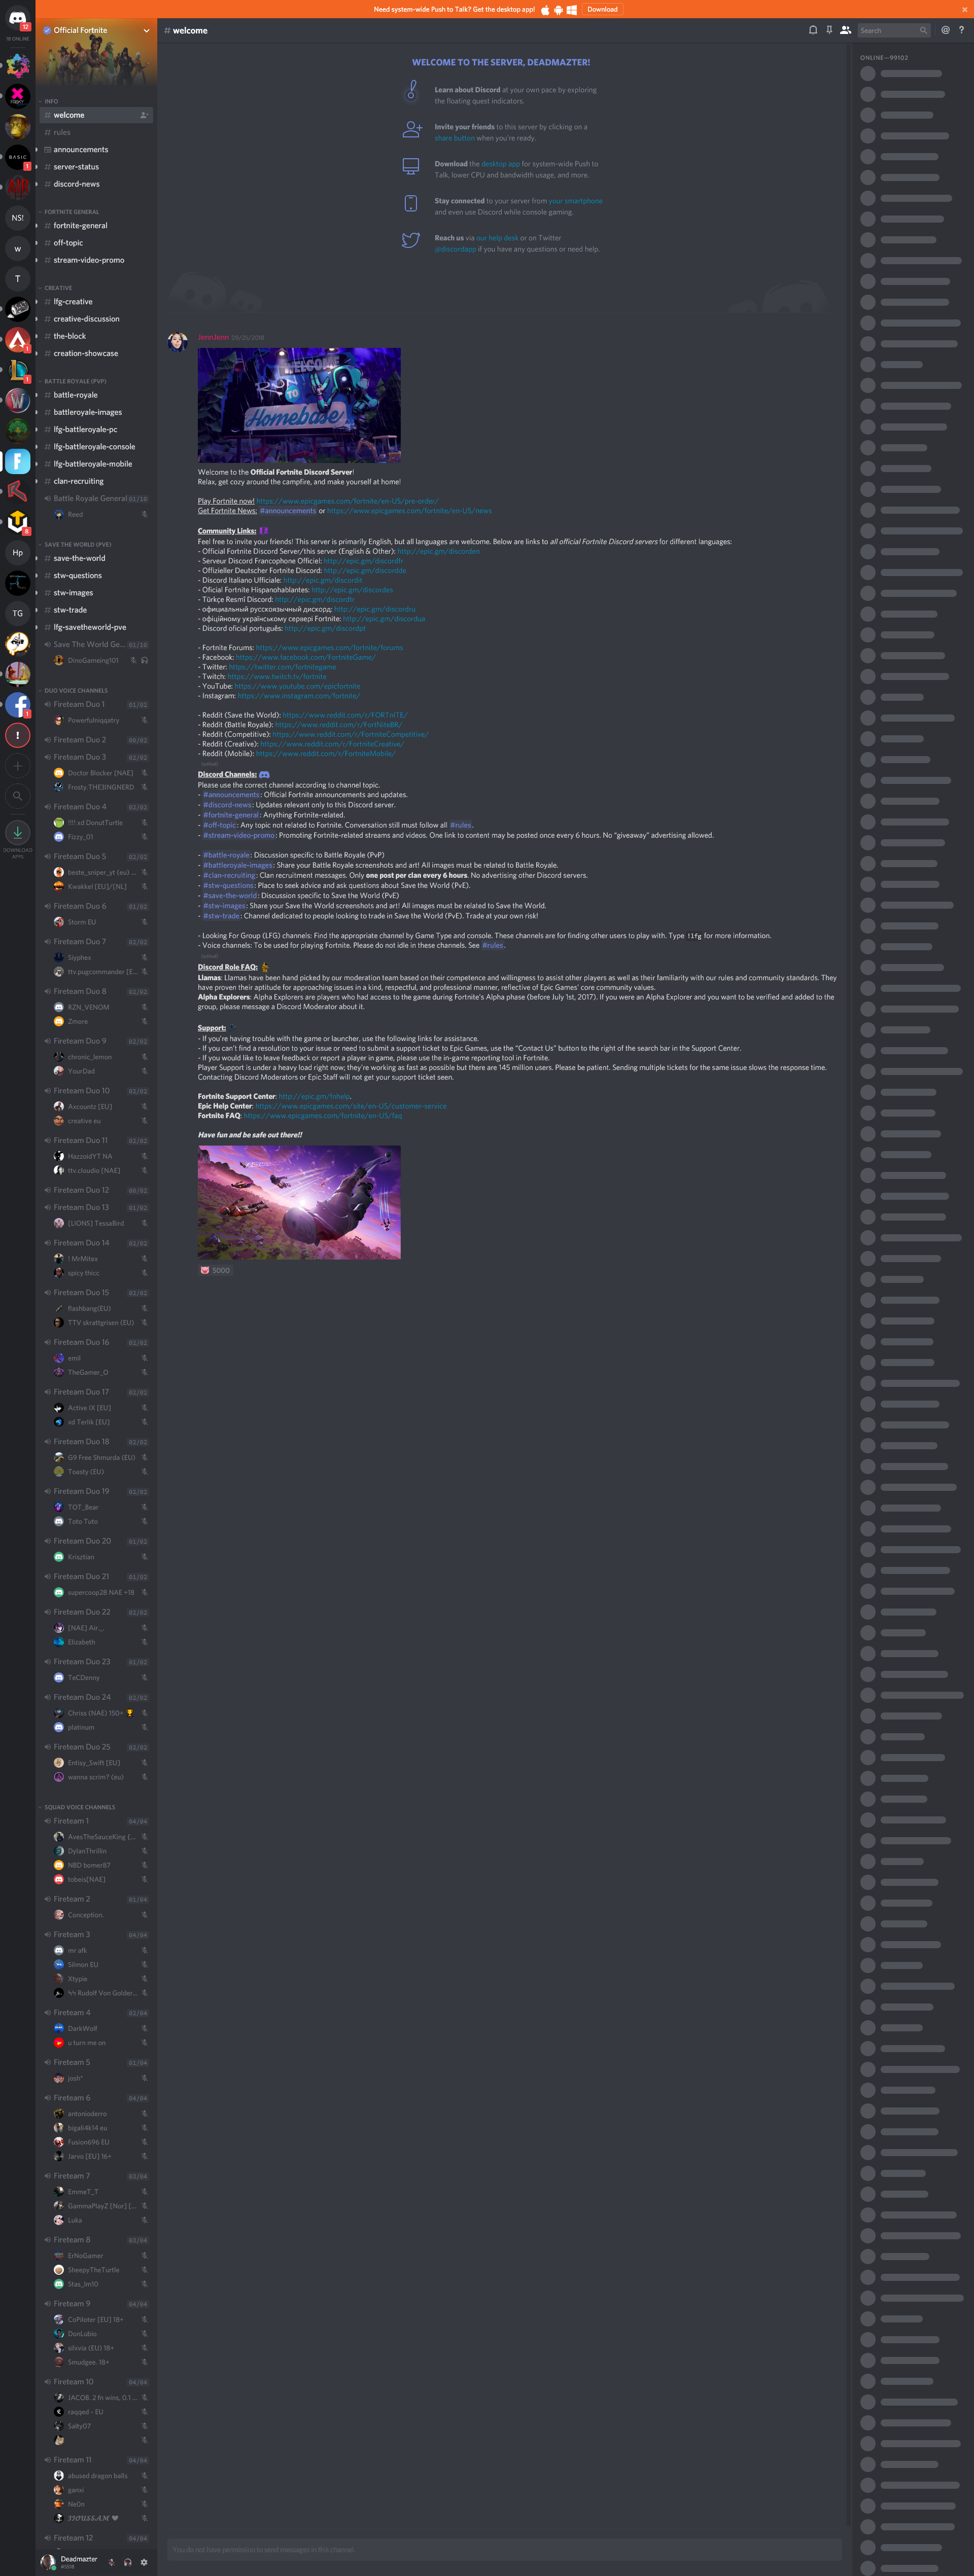 Need system-wide Push to Talk? Get the desktop app! Download
12
18 ONLINE
BASIC
1
NS!
w
T
1
1
6
Hp
TG
1
!
DOWNLOAD
APPS
Official Fortnite
INFO
welcome
rules
announcements
server-status
discord-news
FORTNITE GENERAL
fortnite-general
off-topic
stream-video-promo
CREATIVE
lfg-creative
creative-discussion
the-block
creation-showcase
BATTLE ROYALE (PVP)
battle-royale
battleroyale-images
lfg-battleroyale-pc
lfg-battleroyale-console
lfg-battleroyale-mobile
clan-recruiting
Battle Royale General 01/10
Reed
SAVE THE WORLD (PVE)
save-the-world
stw-questions
stw-images
stw-trade
lfg-savetheworld-pve
Save The World Ge... 01/10
DinoGameing101
DUO VOICE CHANNELS
Fireteam Duo 1 01/02
Powerfulniqqatry
Fireteam Duo 2 00/02
Fireteam Duo 3 02/02
Doctor Blocker [NAE]
Frosty.THE3INGNERD
Fireteam Duo 4 02/02
xd DonutTurtle
Fizzy_01
Fireteam Duo 5 02/02
beste_sniper_yt (eu) ...
Kwakkel [EU]/[NL]
Fireteam Duo 6 01/02
Storm EU
Fireteam Duo 7 02/02
Siyphes
ttv.pugcommander [E...
Fireteam Duo 8 02/02
RZN_VENOM
Zmore
Fireteam Duo 9 02/02
chronic_lemon
YourDad
Fireteam Duo 10 02/02
Axcountz [EU]
creative eu
Fireteam Duo 11 02/02
HazzoidYT NA
ttv.cloudio [NAE]
Fireteam Duo 12 00/02
Fireteam Duo 13 01/02
[LIONS] TessaBird
Fireteam Duo 14 02/02
! MrMitex
spicy thicc
Fireteam Duo 15 02/02
flashbang(EU)
TTV skrattgrisen (EU)
Fireteam Duo 16 02/02
emil
TheGamer_O
Fireteam Duo 17 02/02
Active IX [EU]
xd Terlik [EU]
Fireteam Duo 18 02/02
G9 Free Shmurda (EU)
Toasty (EU)
Fireteam Duo 19 02/02
TOT_Bear
Toto Tuto
Fireteam Duo 20 01/02
Krisztian
Fireteam Duo 21 01/02
supercoop28 NAE +18
Fireteam Duo 22 02/02
[NAE] Air._.
Elizabeth
Fireteam Duo 23 01/02
TeCDenny
Fireteam Duo 24 02/02
Chriss (NAE) 150+
platinum
Fireteam Duo 25 02/02
Enlisy_Swift [EU]
wanna scrim? (eu)
SQUAD VOICE CHANNELS
Fireteam 1 04/04
AvesTheSauceKing [...
DylanThrillin
NBD bomer87
tobeis[NAE]
Fireteam 2 01/04
Conception.
Fireteam 3 04/04
mr afk
Silmon EU
Xtypie
Rudolf Von Golder...
Fireteam 4 02/04
DarkWolf
u turn me on
Fireteam 5 01/04
josh"
Fireteam 6 04/04
antonioderro
bigali4k14 eu
Fusion696 EU
Jarvo [EU] 16+
Fireteam 7 03/04
EmmeT_T
GammaPlayZ [Nor] [...
Luka
Fireteam 8 03/04
ErNoGamer
SheepyTheTurtle
Stas_lm10
Fireteam 9 04/04
CoPiloter [EU] 18+
DonLubio
silxvia (EU) 18+
Smudgee. 18+
Fireteam 10 04/04
JACOB. 2 fn wins, 0.1 ...
raqqed - EU
Salty07
Fireteam 11 04/04
abused dragon balls
ganxi
Ne0n
Fireteam 12 04/04
Deadmazter
#5518
welcome
Search
WELCOME TO THE SERVER, DEADMAZTER!
Learn about Discord at your own pace by exploring
the floating quest indicators.
Invite your friends to this server by clicking on a
share button when you're ready.
Download the desktop app for system-wide Push to
Talk, lower CPU and bandwidth usage, and more.
Stay connected to your server from your smartphone
and even use Discord while console gaming.
Reach us via our help desk or on Twitter
@discordapp if you have any questions or need help.
JennJenn 05/20/2018
WELCOME
TO
Homebase
Welcome to the Official Fortnite Discord Server!
Relax, get cozy around the campfire, and make yourself at home!
Play Fortnite now! https://www.epicgames.com/fortnite/en-US/pre-order/
Get Fortnite News: #announcements or https://www.epicgames.com/fortnite/en-US/news
Community Links:
Feel free to invite your friends! This server is primarily English, but all languages are welcome. Below are links to all official Fortnite Discord servers for different languages:
- Official Fortnite Discord Server/this server (English & Other): http://epic.gm/discorden
- Serveur Discord Francophone Officiel: http://epic.gm/discordfr
- Offizieller Deutscher Fortnite Discord: http://epic.gm/discordde
- Discord Italiano Ufficiale: http://epic.gm/discordit
- Oficial Fortnite Hispanohablantes: http://epic.gm/discordes
- Türkçe Resmî Discord: http://epic.gm/discordtr
- официальный русскоязычный дискорд: http://epic.gm/discordru
- офіційному українському сервері Fortnite: http://epic.gm/discordua
- Discord oficial português: http://epic.gm/discordpt
- Fortnite Forums: https://www.epicgames.com/fortnite/forums
- Facebook: https://www.facebook.com/FortniteGame/
- Twitter: https://twitter.com/fortnitegame
- Twitch: https://www.twitch.tv/fortnite
- YouTube: https://www.youtube.com/epicfortnite
- Instagram: https://www.instagram.com/fortnite/
- Reddit (Save the World): https://www.reddit.com/r/FORTnITE/
- Reddit (Battle Royale): https://www.reddit.com/r/FortNiteBR/
- Reddit (Competitive): https://www.reddit.com/r/FortniteCompetitive/
- Reddit (Creative): https://www.reddit.com/r/FortniteCreative/
- Reddit (Mobile): https://www.reddit.com/r/FortniteMobile/
(edited)
Discord Channels:
Please use the correct channel according to channel topic.
- #announcements: Official Fortnite announcements and updates.
- #discord-news: Updates relevant only to this Discord server.
- #fortnite-general: Anything Fortnite-related.
- #off-topic: Any topic not related to Fortnite. Conversation still must follow all #rules.
- #stream-video-promo: Promoting Fortnite-related streams and videos. One link to content may be posted once every 6 hours. No "giveaway" advertising allowed.
- #battle-royale: Discussion specific to Battle Royale (PvP)
- #battleroyale-images: Share your Battle Royale screenshots and art! All images must be related to Battle Royale.
- #clan-recruiting: Clan recruitment messages. Only one post per clan every 6 hours. No advertising other Discord servers.
- #stw-questions: Place to seek advice and ask questions about Save the World (PvE).
- #save-the-world: Discussion specific to Save the World (PvE)
- #stw-images: Share your Save the World screenshots and art! All images must be related to Save the World.
- #stw-trade: Channel dedicated to people looking to trade in Save the World (PvE). Trade at your own risk!
- Looking For Group (LFG) channels: Find the appropriate channel by Game Type and console. These channels are for finding other users to play with. Type !lfg for more information.
- Voice channels: To be used for playing Fortnite. Please do not idle in these channels. See #rules.
(edited)
Discord Role FAQ:
Llamas: Llamas have been hand picked by our moderation team based on their competence and willingness to assist other players as well as their familiarity with our rules and community standards. They
have proven their aptitude for approaching issues in a kind, respectful, and professional manner, reflective of Epic Games' core community values.
Alpha Explorers: Alpha Explorers are players who had access to the game during Fortnite's Alpha phase (before July 1st, 2017). If you were an Alpha Explorer and you want to be verified and added to the
group, please message a Discord Moderator about it.
Support:
- If you're having trouble with the game or launcher, use the following links for assistance.
- If you can't find a resolution to your issue or need to submit a support ticket to Epic Games, use the "Contact Us" button to the right of the search bar in the Support Center.
- If you would like to leave feedback or report a player in game, please use the in-game reporting tool in Fortnite.
Player Support is under a heavy load right now; they're working as fast as possible but there are 145 million users. Please be patient. Sending multiple tickets for the same issue slows the response time.
Contacting Discord Moderators or Epic Staff will not get your support ticket seen.
Fortnite Support Center: http://epic.gm/fnhelp.
Epic Help Center: https://www.epicgames.com/site/en-US/customer-service
Fortnite FAQ: https://www.epicgames.com/fortnite/en-US/faq
Have fun and be safe out there!!
5000
You do not have permission to send messages in this channel.
ONLINE—99102